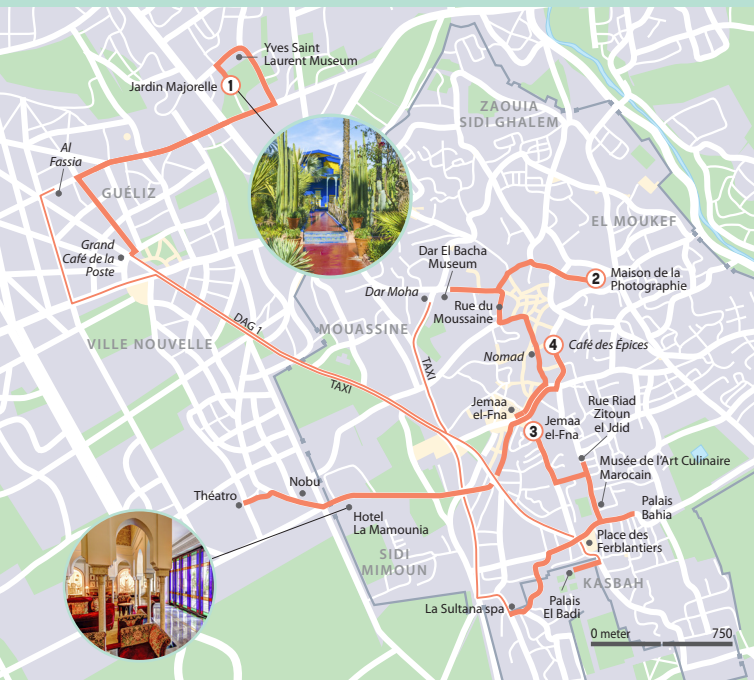 Yves Saint
Laurent Museum
Jardin Majorelle
1
ZAOUIA
SIDI GHALEM
Al
Fassia
GUÉLIZ
EL MOUKEF
Grand
Café de la
Poste
Dar El Bacha
Museum
2
Maison de la
Photographie
Dar Moha
Rue du
Moussaine
DAG 1
MOUASSINE
VILLE NOUVELLE
4
Café des Épices
Nomad
TAXI
TAXI
Jemaa
el-Fna
3
Jemaa
el-Fna
Rue Riad
Zitoun
el Jdid
Musée de l'Art Culinaire
Marocain
Théatro
Nobu
Hotel
La Mamounia
Palais
Bahia
Place des
Ferblantiers
SIDI
MIMOUN
KASBAH
La Sultana spa
Palais
El Badi
0 meter 750